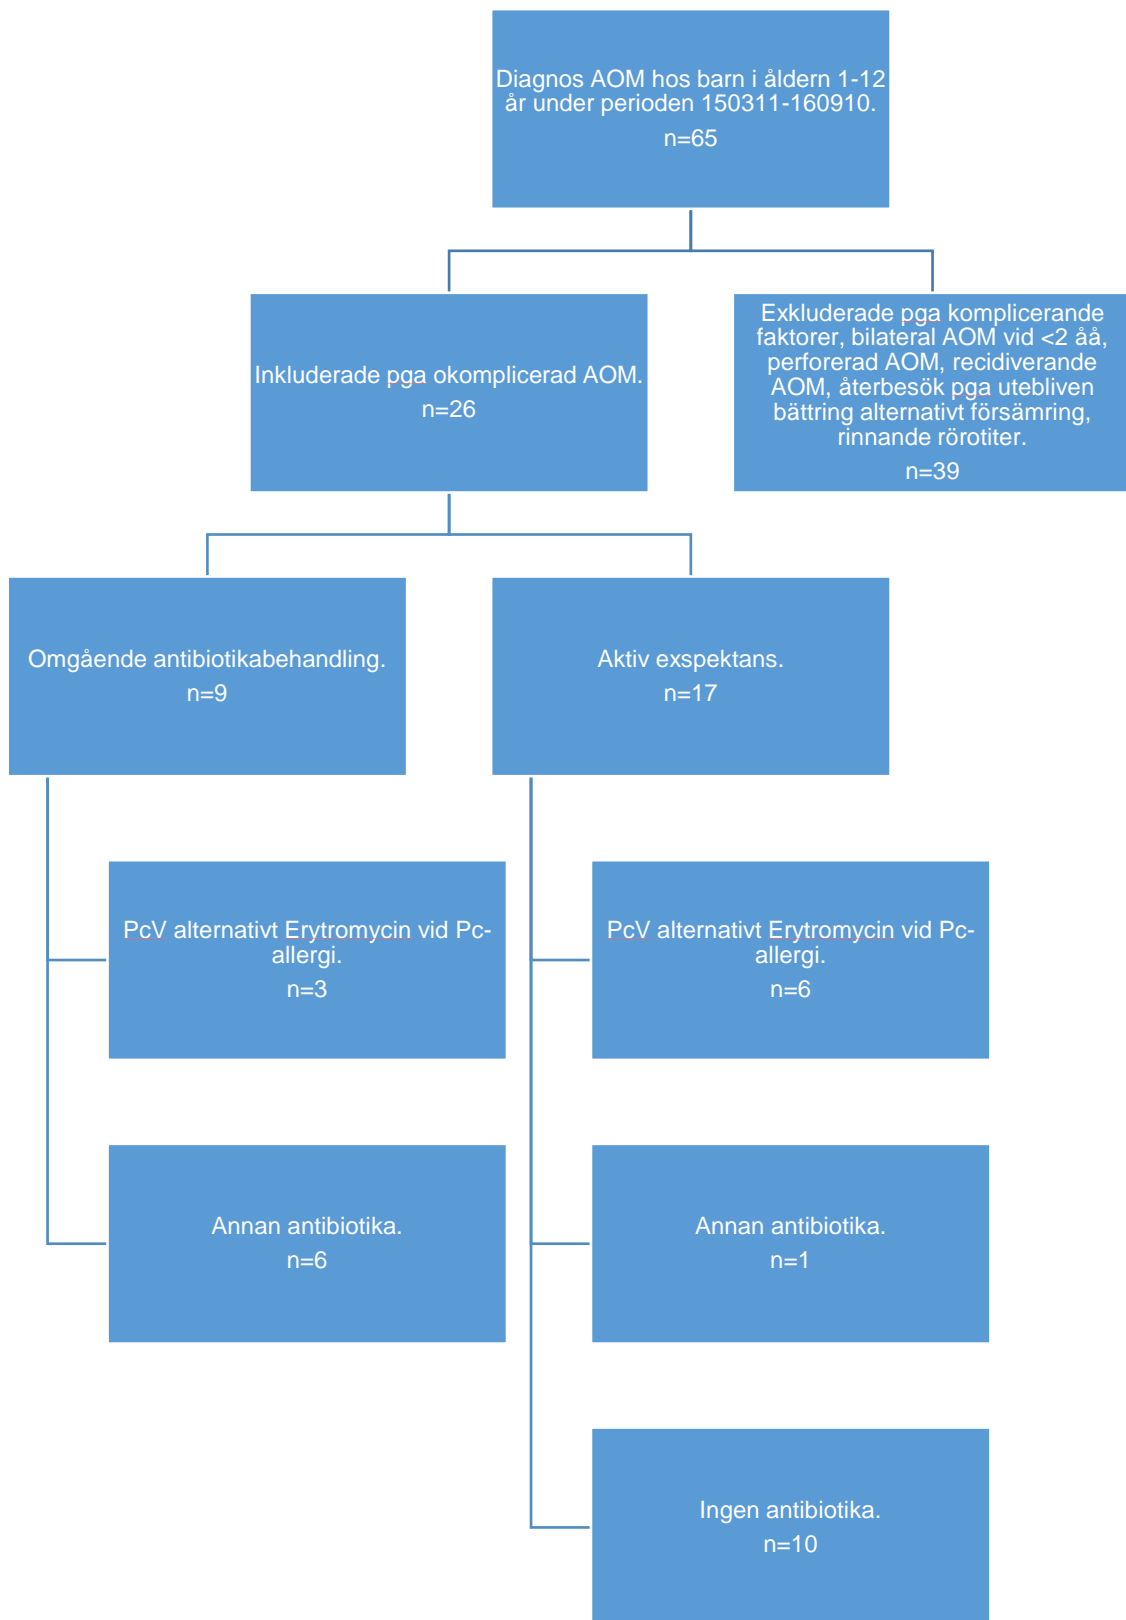 Diagnos AOM hos barn i åldern 1-12
år under perioden 150311-160910.
n=65
Inkluderade pga okomplicerad AOM.
n=26
Exkluderade pga komplicerande
faktorer, bilateral AOM vid <2 åå,
perforerad AOM, recidiverande
AOM, återbesök pga utebliven
bättring alternativt försämring,
rinnande rörotiter.
n=39
Omgående antibiotikabehandling.
n=9
Aktiv exspektans.
n=17
PcV alternativt Erytromycin vid Pc-
allergi.
n=3
PcV alternativt Erytromycin vid Pc-
allergi.
n=6
Annan antibiotika.
n=6
Annan antibiotika.
n=1
Ingen antibiotika.
n=10